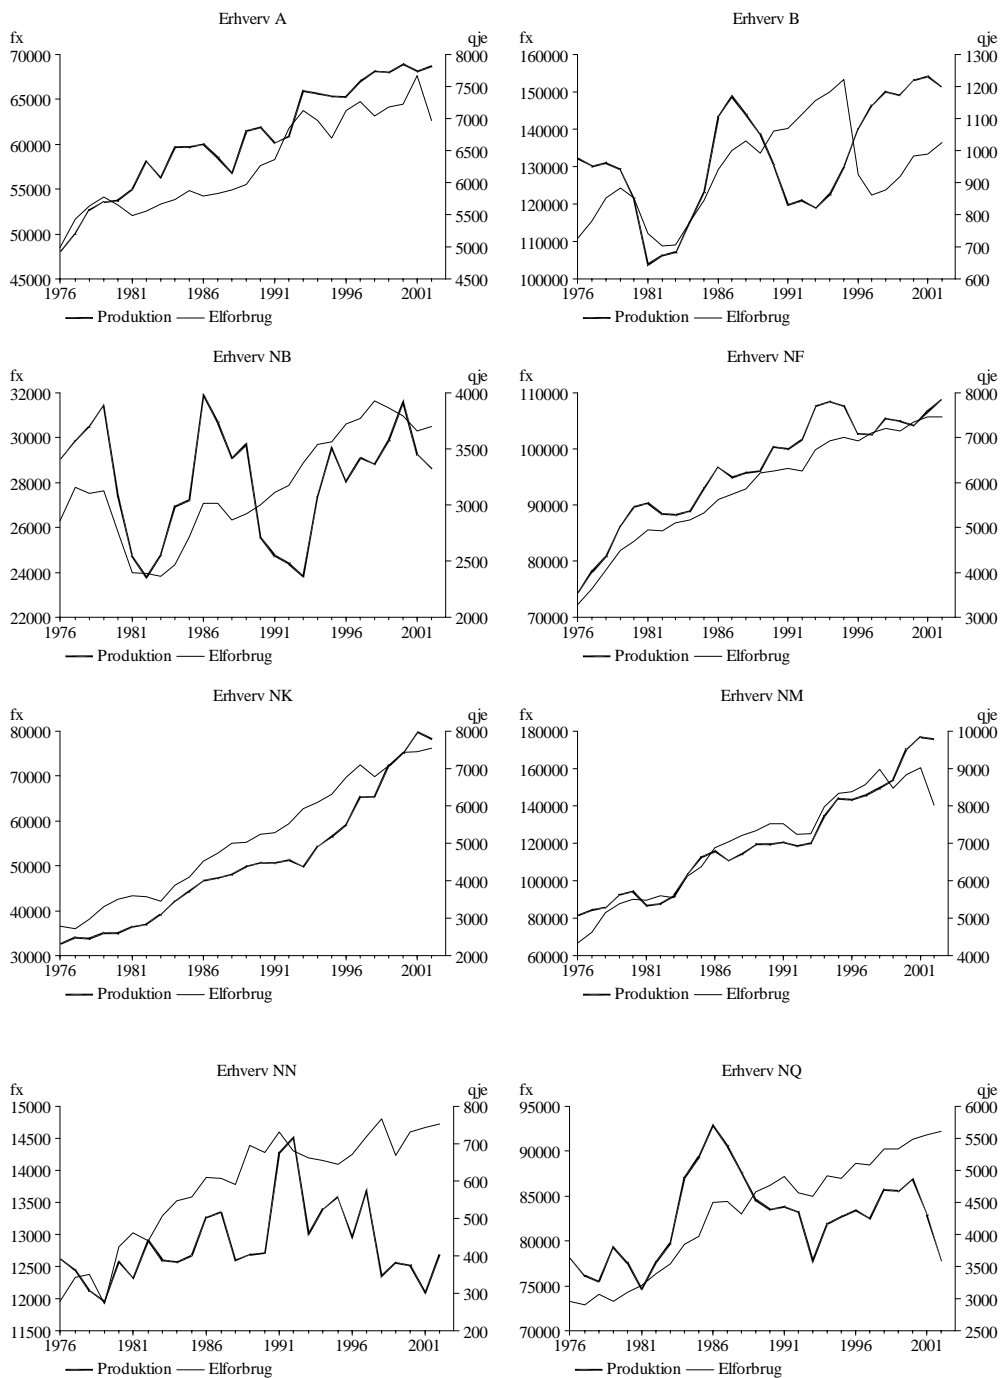 Erhverv A
fx qje
70000 8000
7500
65000 7000
60000 6500
6000
55000 5500
50000 5000
45000 4500
1976 1981 1986 1991 1996 2001
Produktion Elforbrug
Erhverv B
fx qje
160000 1300
150000 1200
140000 1100
130000 1000
900
120000 800
110000 700
100000 600
1976 1981 1986 1991 1996 2001
Produktion Elforbrug
Erhverv NB
fx qje
32000 4000
30000 3500
28000 3000
26000
24000 2500
22000 2000
1976 1981 1986 1991 1996 2001
Produktion Elforbrug
Erhverv NF
fx qje
110000 8000
100000 7000
6000
90000 5000
80000 4000
70000 3000
1976 1981 1986 1991 1996 2001
Produktion Elforbrug
Erhverv NK
fx qje
80000 8000
70000 7000
60000 6000
5000
50000 4000
40000 3000
30000 2000
1976 1981 1986 1991 1996 2001
Produktion Elforbrug
Erhverv NM
fx qje
180000 10000
160000 9000
140000 8000
120000 7000
100000 6000
80000 5000
60000 4000
1976 1981 1986 1991 1996 2001
Produktion Elforbrug
Erhverv NN
fx qje
15000 800
14500 700
14000 600
13500
13000 500
12500 400
12000 300
11500 200
1976 1981 1986 1991 1996 2001
Produktion Elforbrug
Erhverv NQ
fx qje
95000 6000
90000 5500
5000
85000 4500
80000 4000
3500
75000 3000
70000 2500
1976 1981 1986 1991 1996 2001
Produktion Elforbrug